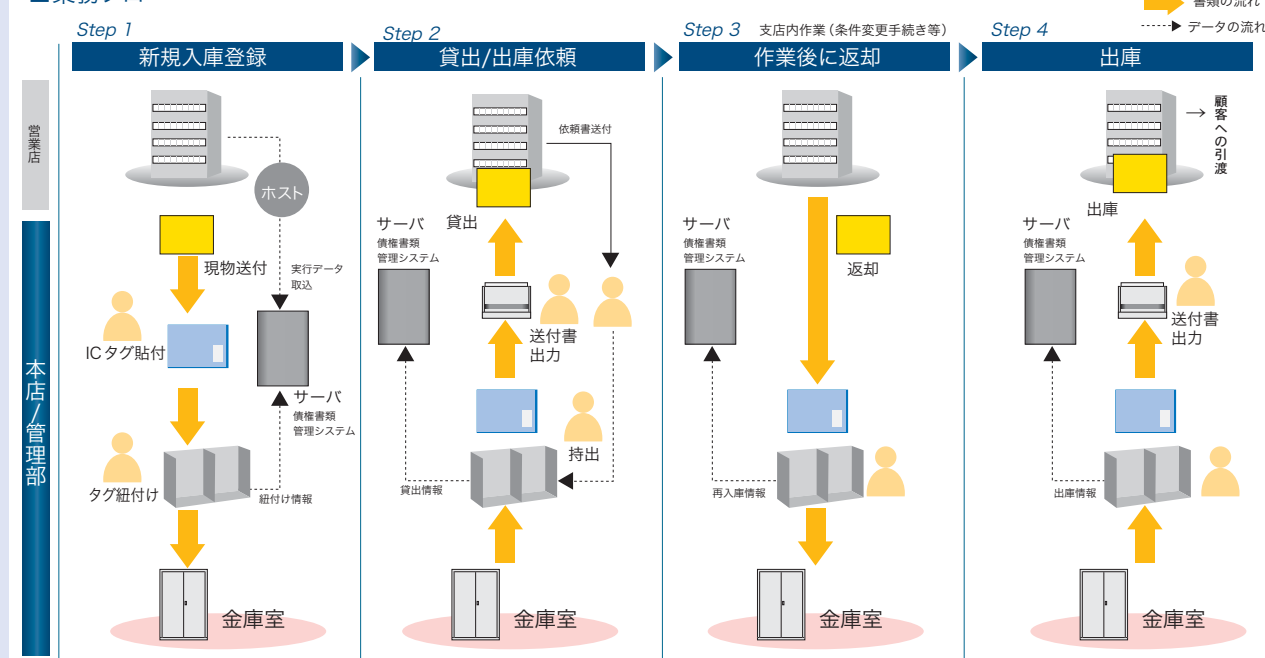 書類の流れ
データの流れ
Step 1
新規入庫登録
Step 2
貸出/出庫依頼
Step 3 支店内作業（条件変更手続き等）
作業後に返却
Step 4
出庫
営業店
本店/管理部
ホスト
現物送付
実行データ
取込
ICタグ貼付
サーバ
債権書類
管理システム
タグ紐付け
紐付け情報
金庫室
依頼書送付
サーバ
債権書類
管理システム
貸出
送付書
出力
持出
貸出情報
金庫室
サーバ
債権書類
管理システム
返却
再入庫情報
金庫室
→ 顧客への引渡
出庫
サーバ
債権書類
管理システム
送付書
出力
出庫情報
金庫室